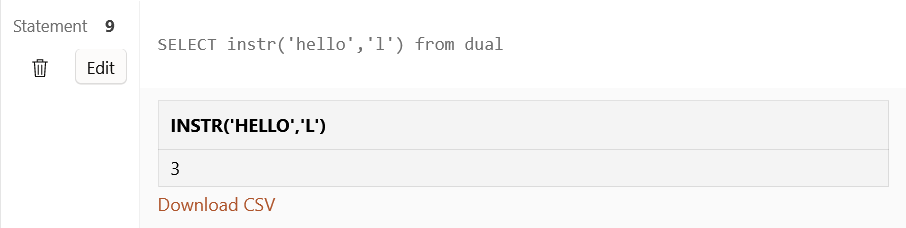 Statement 9
Edit
SELECT instr('hello','l') from dual
INSTR('HELLO','L')
3
Download CSV